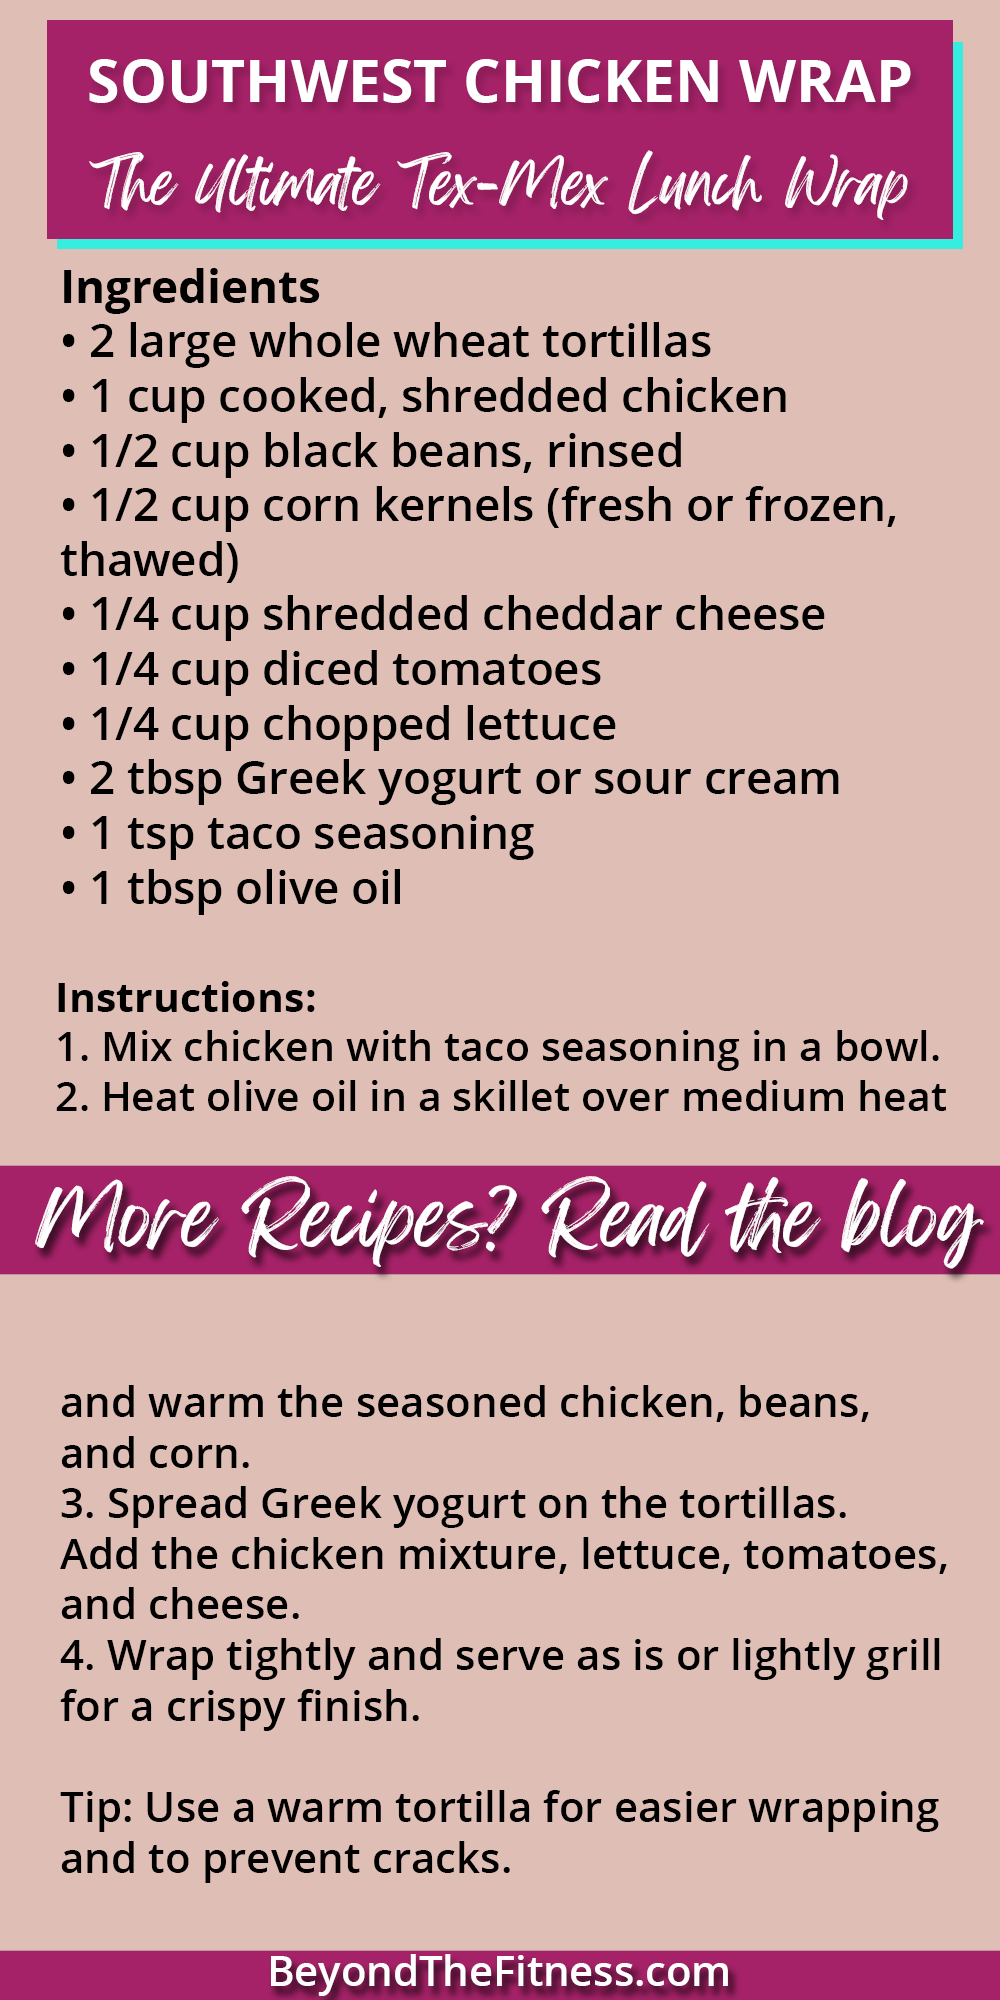 SOUTHWEST CHICKEN WRAP
The Ultimate Tex-Mex Lunch Wrap
Ingredients
• 2 large whole wheat tortillas
• 1 cup cooked, shredded chicken
• 1/2 cup black beans, rinsed
• 1/2 cup corn kernels (fresh or frozen,
thawed)
• 1/4 cup shredded cheddar cheese
• 1/4 cup diced tomatoes
• 1/4 cup chopped lettuce
• 2 tbsp Greek yogurt or sour cream
• 1 tsp taco seasoning
• 1 tbsp olive oil
Instructions:
1. Mix chicken with taco seasoning in a bowl.
2. Heat olive oil in a skillet over medium heat
More Recipes? Read the blog
and warm the seasoned chicken, beans,
and corn.
3. Spread Greek yogurt on the tortillas.
Add the chicken mixture, lettuce, tomatoes,
and cheese.
4. Wrap tightly and serve as is or lightly grill
for a crispy finish.
Tip: Use a warm tortilla for easier wrapping
and to prevent cracks.
BeyondTheFitness.com